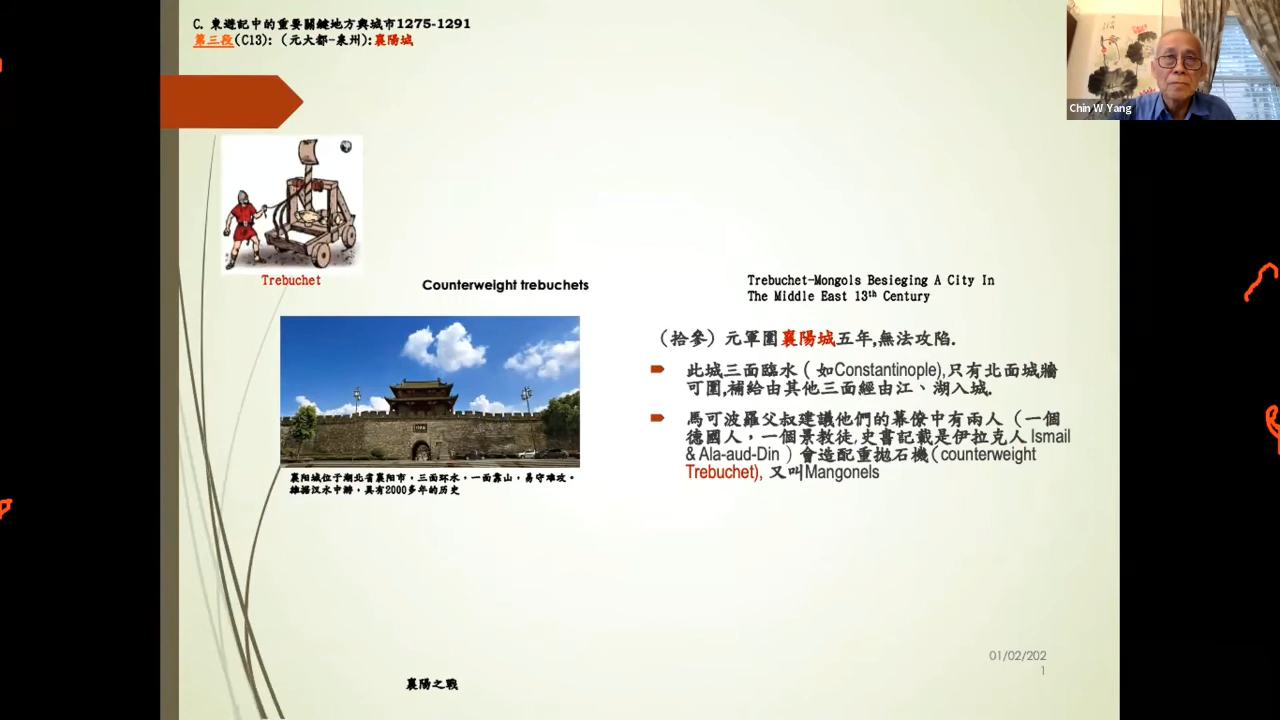 C. 東遊記中的重要關鍵地方與城市1275-1291
第三段(C13): (元大都-泉州):襄陽城
Chin W Yang
Trebuchet
Counterweight trebuchets
Trebuchet-Mongols Besieging A City In
The Middle East 13th Century
(拾參) 元軍圍襄陽城五年,無法攻陷.
此城三面臨水 ( 如Constantinople),只有北面城牆
可圍,補給由其他三面經由江、湖入城.
馬可波羅父叔建議他們的幕僚中有兩人 (一個
德國人，一個景教徒,史書記載是伊拉克人 Ismail
& Ala-aud-Din ) 會造配重拋石機(counterweight
Trebuchet), 又叫Mangonels
襄阳城位于湖北省襄阳市，三面环水，一面靠山，易守难攻。
雄踞汉水中游，具有2000多年的历史
01/02/202
1
襄陽之戰